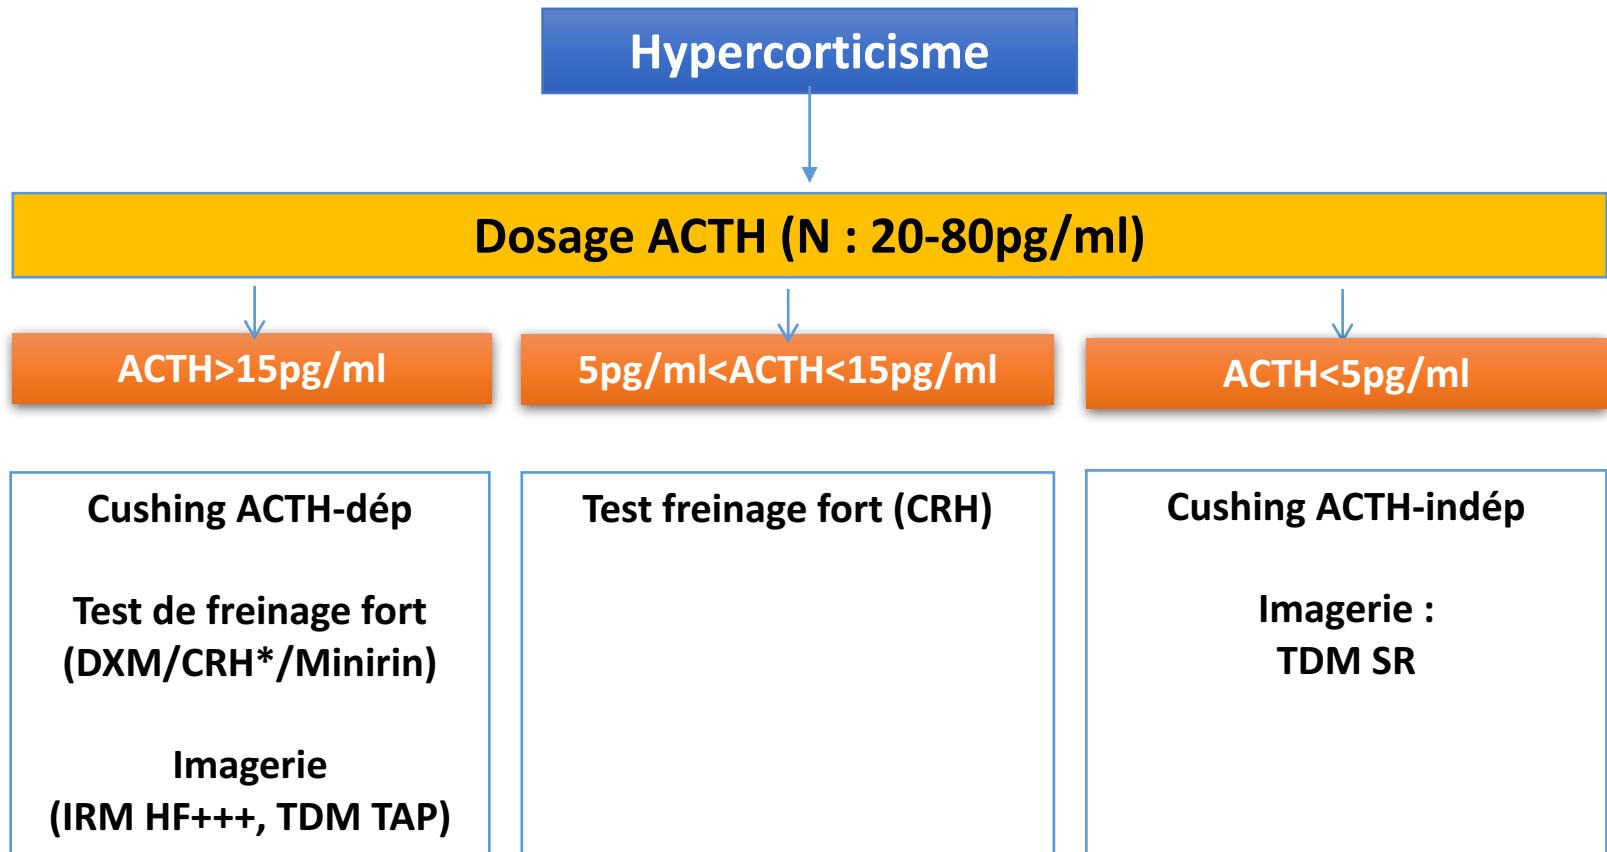 Hypercorticisme
Dosage ACTH (N : 20-80pg/ml)
ACTH>15pg/ml
5pg/ml<ACTH<15pg/ml
ACTH<5pg/ml
Cushing ACTH-dép
Test de freinage fort
(DXM/CRH*/Minirin)
Imagerie
(IRM HF+++, TDM TAP)
Test freinage fort (CRH)
Cushing ACTH-indép
Imagerie :
TDM SR